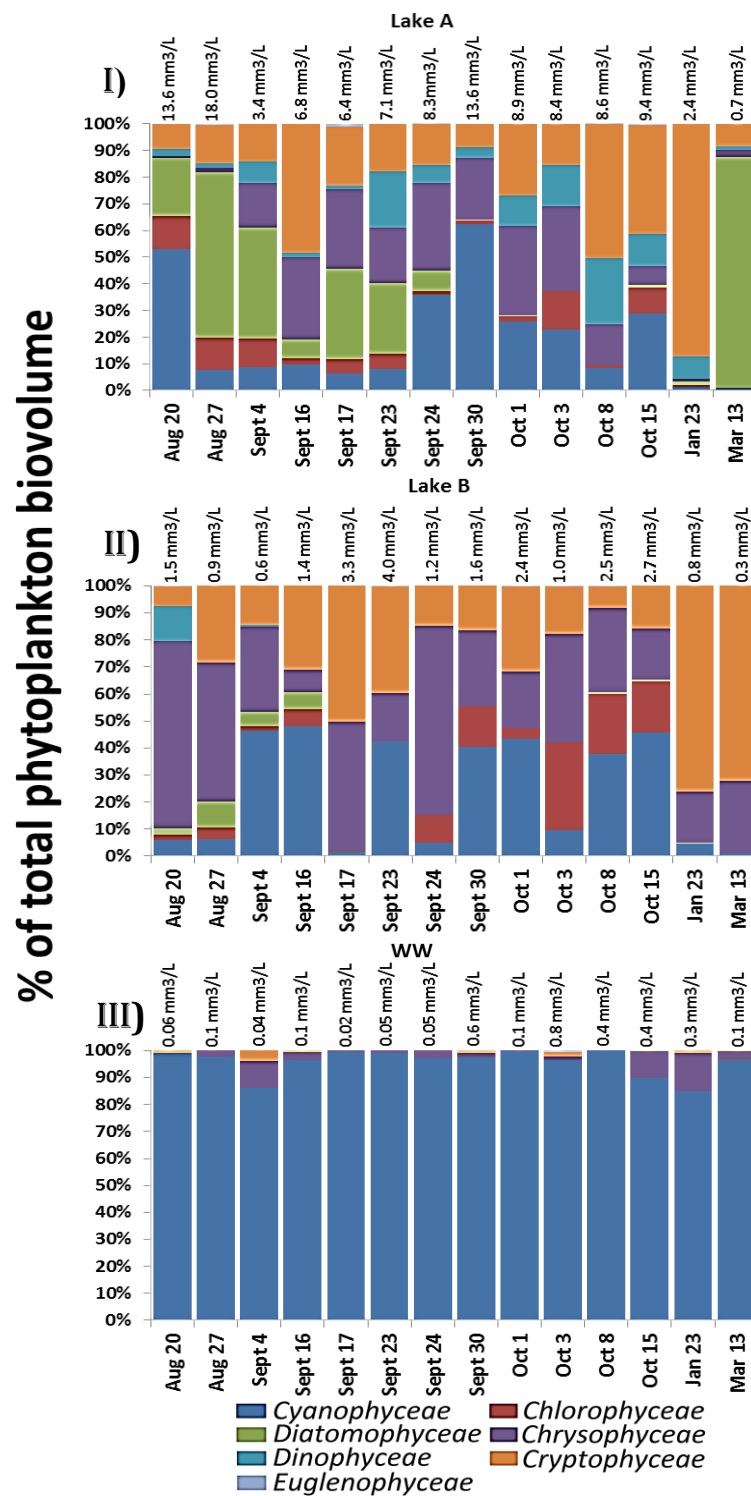 Lake A
I)
13.6 mm3/L
18.0 mm3/L
3.4 mm3/L
6.8 mm3/L
6.4 mm3/L
7.1 mm3/L
8.3mm3/L
13.6 mm3/L
8.9 mm3/L
8.4 mm3/L
8.6 mm3/L
9.4 mm3/L
2.4 mm3/L
0.7 mm3/L
100%
90%
80%
70%
60%
50%
40%
30%
20%
10%
0%
Aug 20
Aug 27
Sept 4
Sept 16
Sept 17
Sept 23
Sept 24
Sept 30
Oct 1
Oct 3
Oct 8
Oct 15
Jan 23
Mar 13
% of total phytoplankton biovolume
Lake B
II)
1.5 mm3/L
0.9 mm3/L
0.6 mm3/L
1.4 mm3/L
3.3 mm3/L
4.0 mm3/L
1.2 mm3/L
1.6 mm3/L
2.4 mm3/L
1.0 mm3/L
2.5 mm3/L
2.7 mm3/L
0.8 mm3/L
0.3 mm3/L
100%
90%
80%
70%
60%
50%
40%
30%
20%
10%
0%
Aug 20
Aug 27
Sept 4
Sept 16
Sept 17
Sept 23
Sept 24
Sept 30
Oct 1
Oct 3
Oct 8
Oct 15
Jan 23
Mar 13
WW
III)
0.06 mm3/L
0.1 mm3/L
0.04 mm3/L
0.1 mm3/L
0.02 mm3/L
0.05 mm3/L
0.05 mm3/L
0.6 mm3/L
0.1 mm3/L
0.8 mm3/L
0.4 mm3/L
0.4 mm3/L
0.3 mm3/L
0.1 mm3/L
100%
90%
80%
70%
60%
50%
40%
30%
20%
10%
0%
Aug 20
Aug 27
Sept 4
Sept 16
Sept 17
Sept 23
Sept 24
Sept 30
Oct 1
Oct 3
Oct 8
Oct 15
Jan 23
Mar 13
Cyanophyceae
Chlorophyceae
Diatomophyceae
Chrysophyceae
Dinophyceae
Cryptophyceae
Euglenophyceae